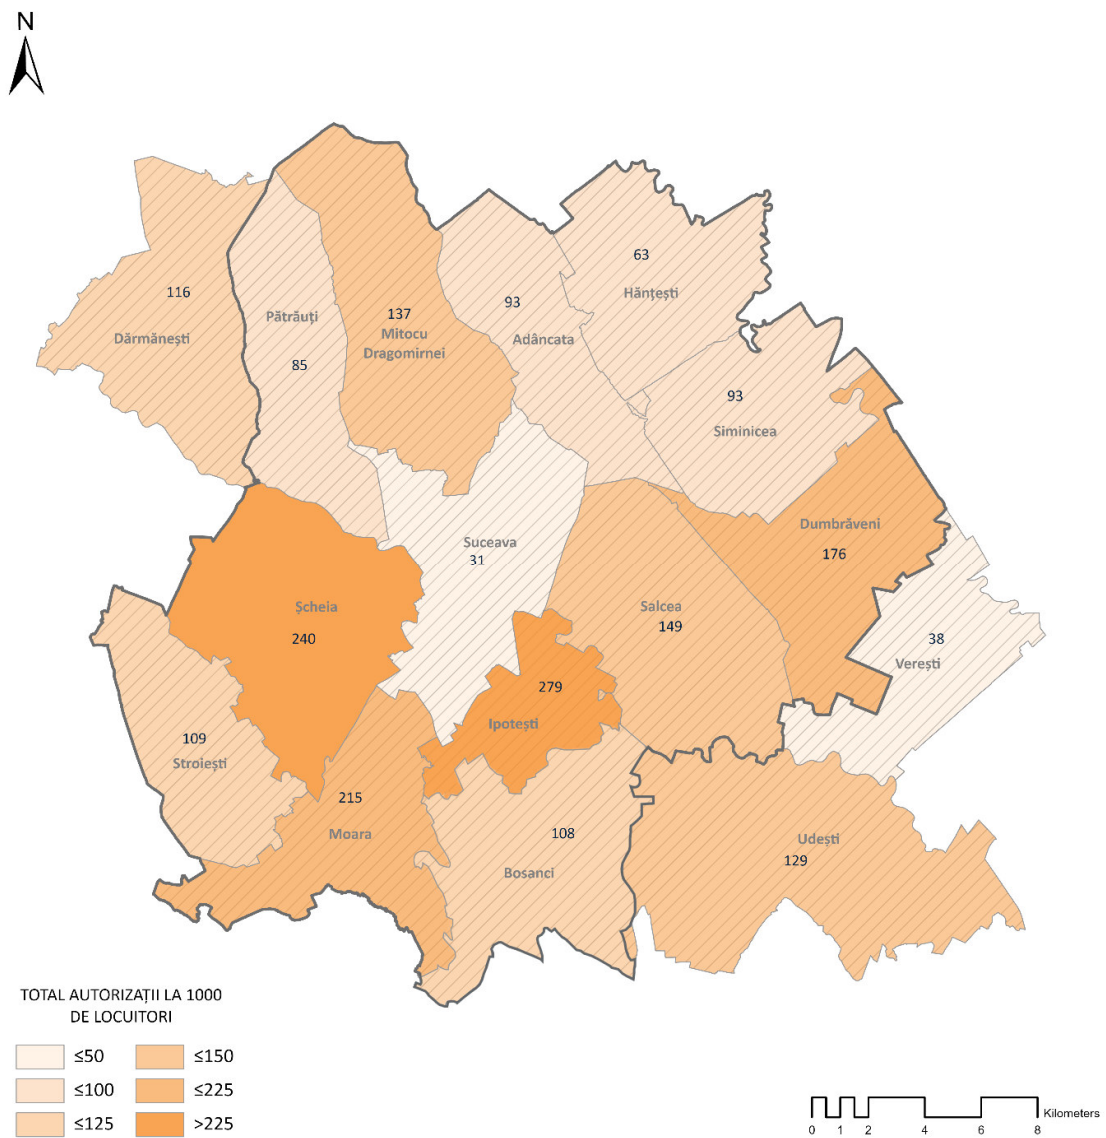 N
63
Hănțești
116
Dărmănești
Pătrăuți
85
137
Mitocu
Dragomirnei
93
Adâncata
93
Siminicea
Dumbrăveni
176
Suceava
31
Șcheia
240
Salcea
149
38
Verești
279
Ipotești
109
Stroiești
215
Moara
108
Bosanci
Udești
129
TOTAL AUTORIZAȚII LA 1000
DE LOCUITORI
≤50
≤150
≤100
≤225
≤125
>225
Kilometers
0 1 2 4 6 8